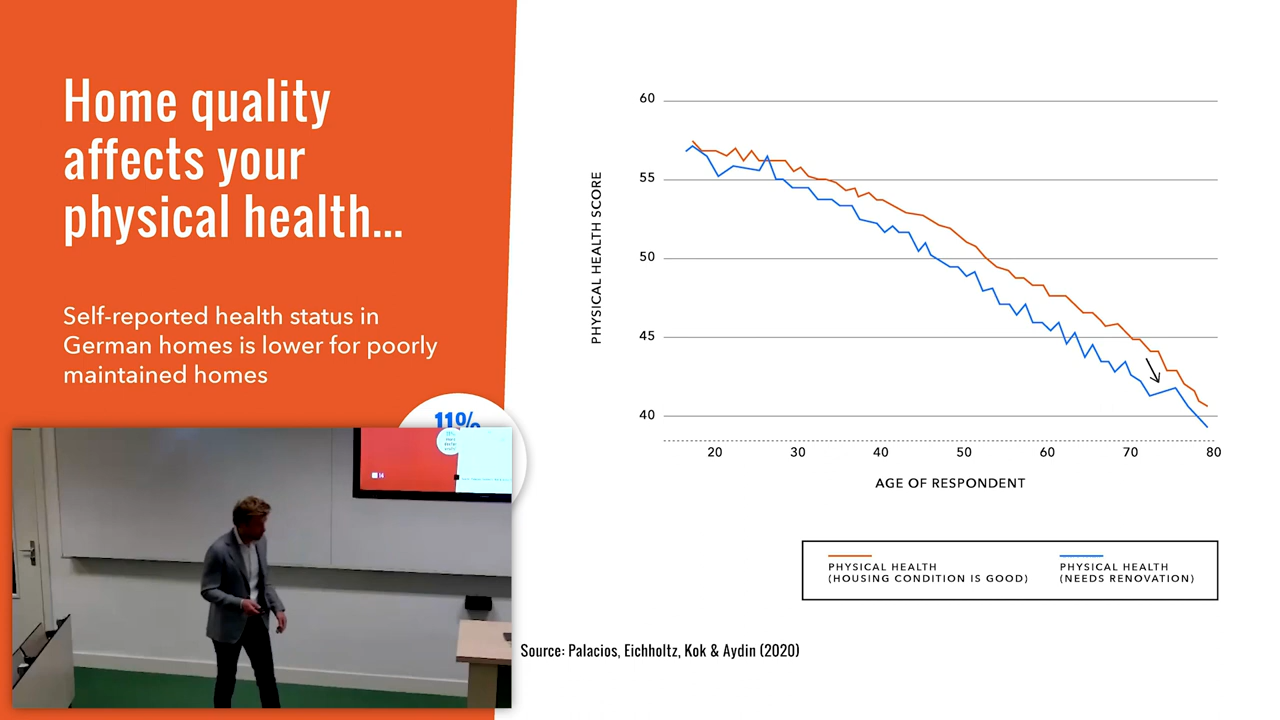 Home quality
affects your
physical health...
Self-reported health status in
German homes is lower for poorly
maintained homes
11%
14
PHYSICAL HEALTH SCORE
60
55
50
45
40
20 30 40 50 60 70 80
AGE OF RESPONDENT
PHYSICAL HEALTH
(HOUSING CONDITION IS GOOD)
PHYSICAL HEALTH
(NEEDS RENOVATION)
Source: Palacios, Eichholtz, Kok & Aydin (2020)